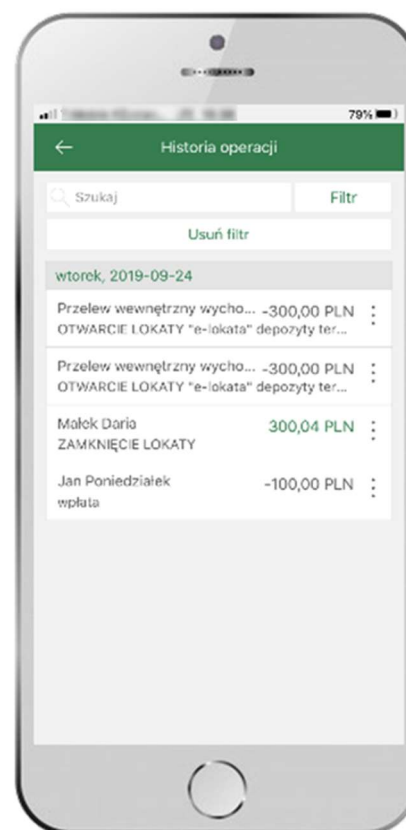 79%
Historia operacji
Szukaj
Filtr
Usuń filtr
wtorek, 2019-09-24
Przelew wewnętrzny wycho... -300,00 PLN
OTWARCIE LOKATY "e-lokata" depozyty ter...
Przelew wewnętrzny wycho... -300,00 PLN
OTWARCIE LOKATY "e-lokata" depozyty ter...
Małek Daria 300,04 PLN
ZAMKNIĘCIE LOKATY
Jan Poniedziałek -100,00 PLN
wpłata